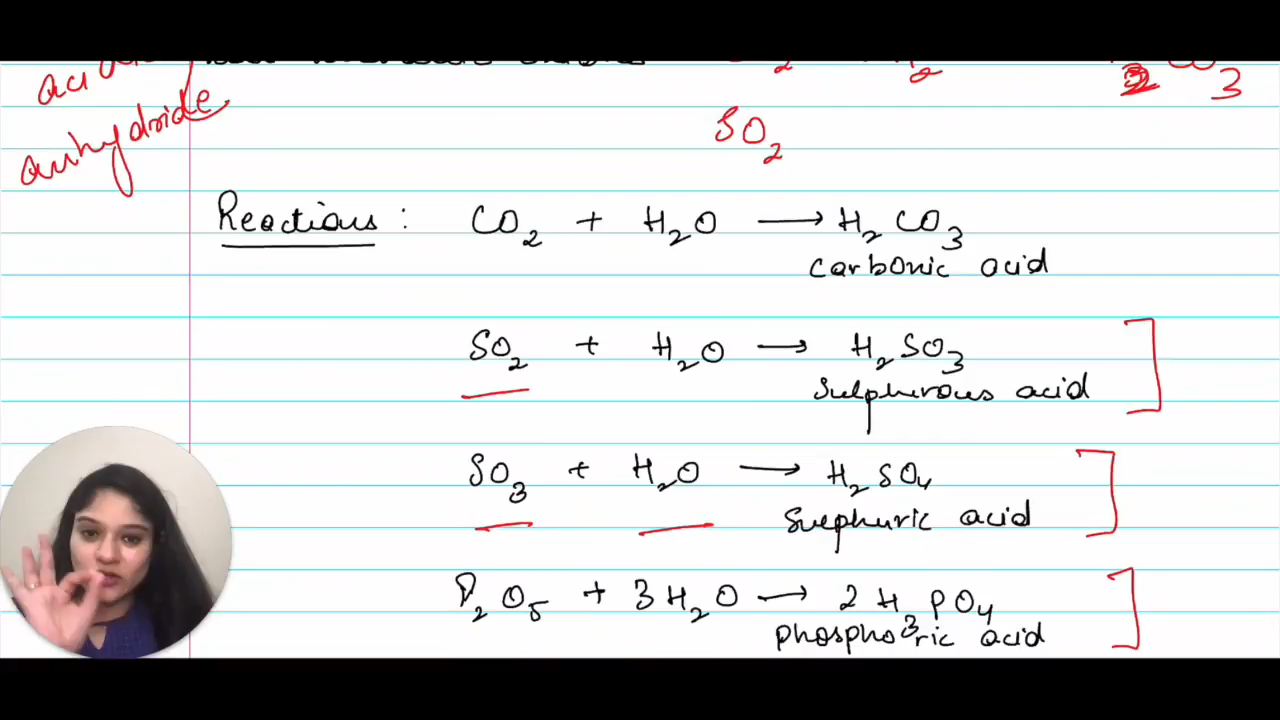 anhydride
SO₂
Reactions : CO₂ + H₂O → H₂CO₃
carbonic acid
SO₂ + H₂O → H₂SO₃
Sulphurous acid
SO₃ + H₂O → H₂SO₄
Sulphuric acid
P₂O₅ + 3H₂O → 2H₃PO₄
phosphoric acid